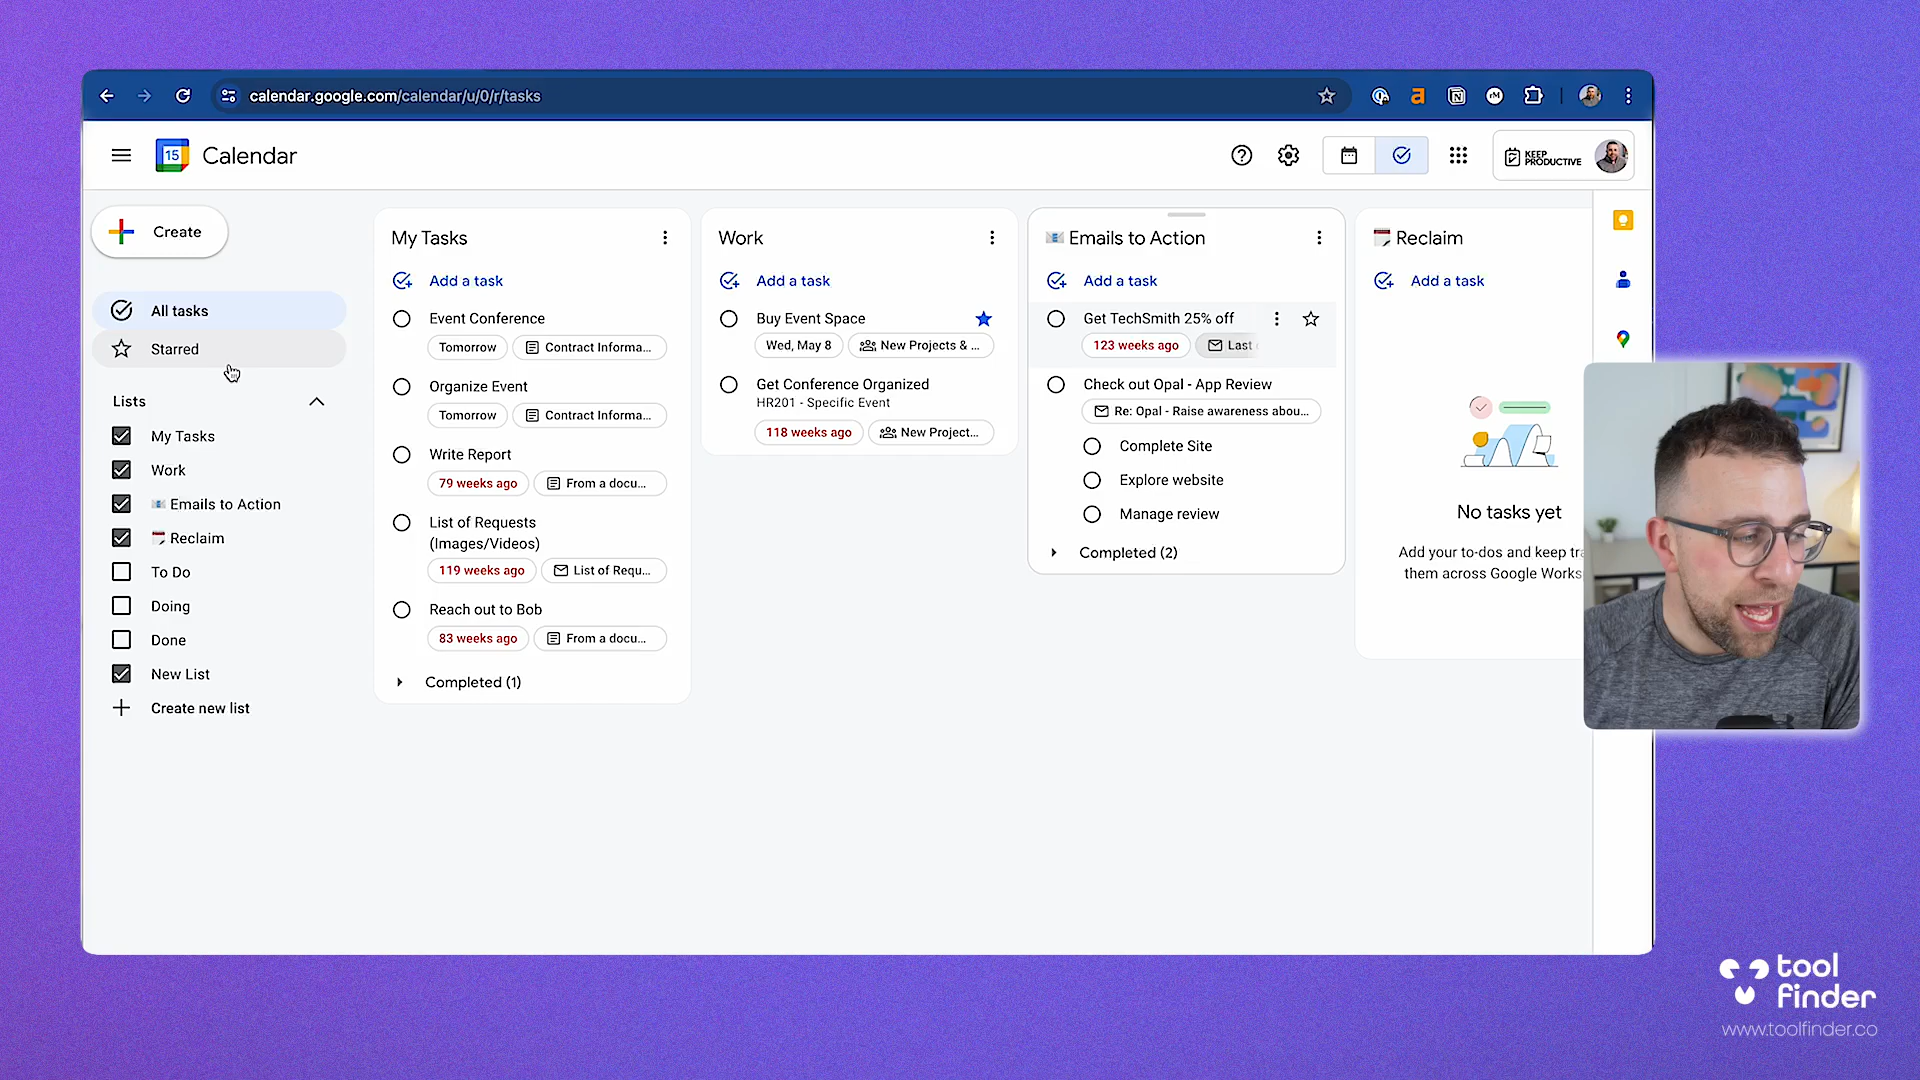 calendar.google.com/calendar/u/0/r/tasks
15 Calendar
KEEP
PRODUCTIVE
Create
All tasks
Starred
Lists
My Tasks
Work
Emails to Action
Reclaim
To Do
Doing
Done
New List
Create new list
My Tasks
Add a task
Event Conference
Tomorrow Contract Informa...
Organize Event
Tomorrow Contract Informa...
Write Report
79 weeks ago From a docu...
List of Requests
(Images/Videos)
119 weeks ago List of Requ...
Reach out to Bob
83 weeks ago From a docu...
Completed (1)
Work
Add a task
Buy Event Space
Wed, May 8 New Projects & ...
Get Conference Organized
HR201 - Specific Event
118 weeks ago New Project...
Emails to Action
Add a task
Get TechSmith 25% off
123 weeks ago Last
Check out Opal - App Review
Re: Opal - Raise awareness abou...
Complete Site
Explore website
Manage review
Completed (2)
Reclaim
Add a task
No tasks yet
Add your to-dos and keep tra
them across Google Works
tool
finder
www.toolfinder.co